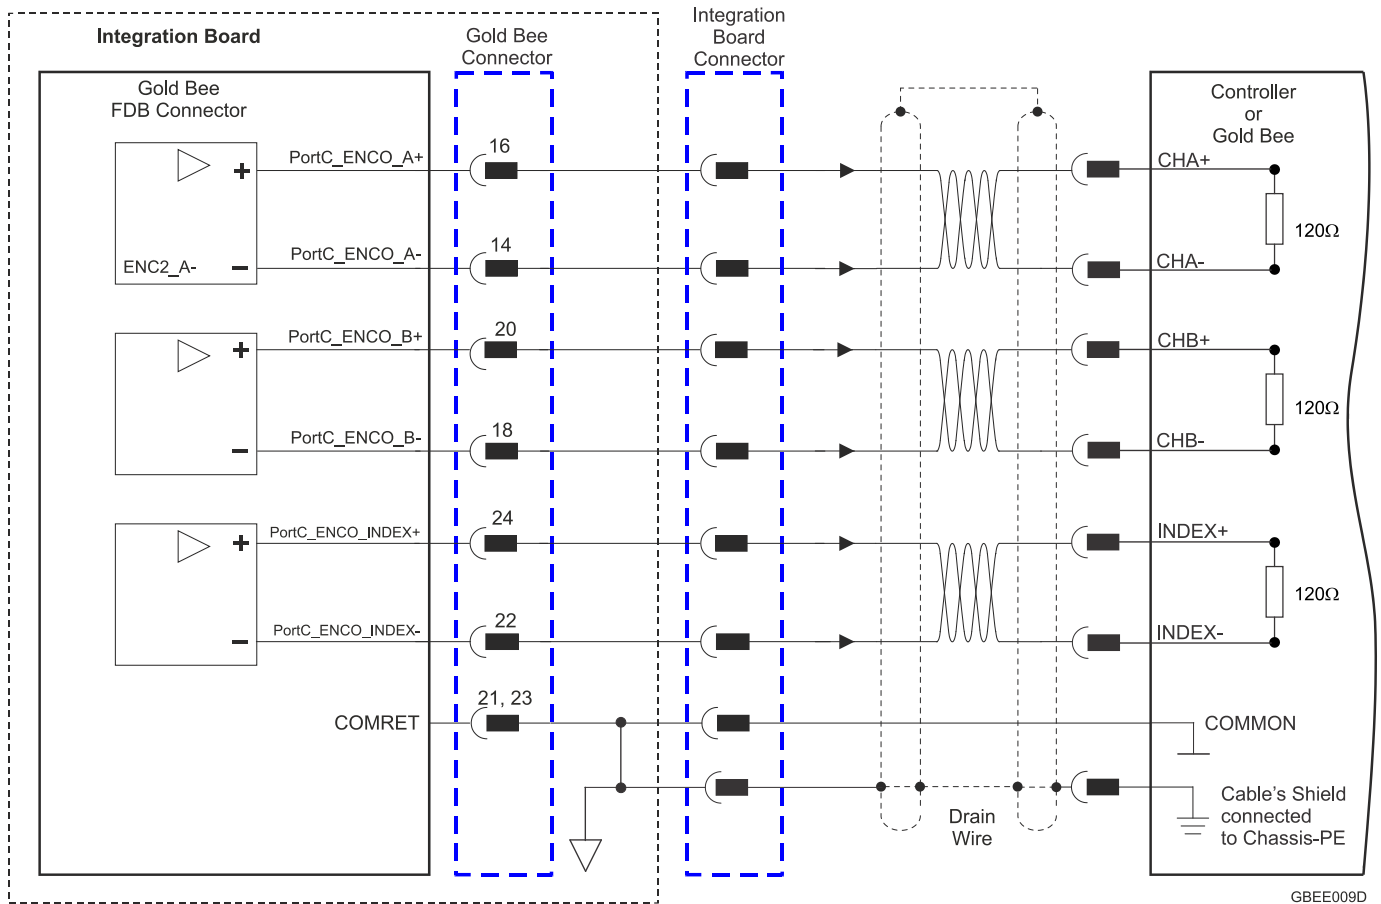 Integration Board
Gold Bee
Connector
Integration
Board
Connector
Gold Bee
FDB Connector
Controller
or
Gold Bee
PortC_ENCO_A+
16
CHA+
+
120Ω
PortC_ENCO_A-
14
ENC2_A-
−
CHA-
PortC_ENCO_B+
20
CHB+
+
120Ω
PortC_ENCO_B-
18
CHB-
−
PortC_ENCO_INDEX+
24
INDEX+
+
120Ω
PortC_ENCO_INDEX-
22
INDEX-
−
21, 23
COMRET
COMMON
Drain
Wire
Cable's Shield
connected
to Chassis-PE
GBEE009D